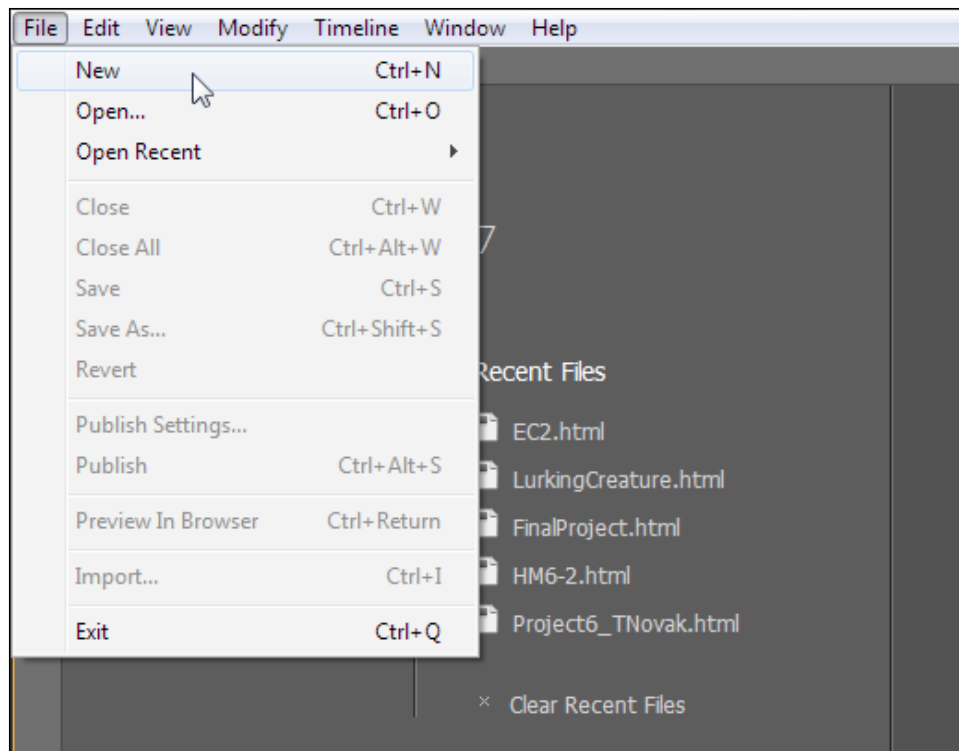 File Edit View Modify Timeline Window Help
New Ctrl+N
Open... Ctrl+O
Open Recent
Close Ctrl+W
Close All Ctrl+Alt+W
Save Ctrl+S
Save As... Ctrl+Shift+S
Revert
Publish Settings...
Publish Ctrl+Alt+S
Preview In Browser Ctrl+Return
Import... Ctrl+I
Exit Ctrl+Q
7
Recent Files
EC2.html
LurkingCreature.html
FinalProject.html
HM6-2.html
Project6_TNovak.html
× Clear Recent Files